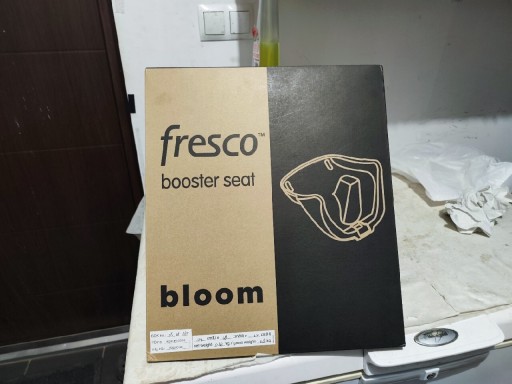 fresco™
booster seat
bloom